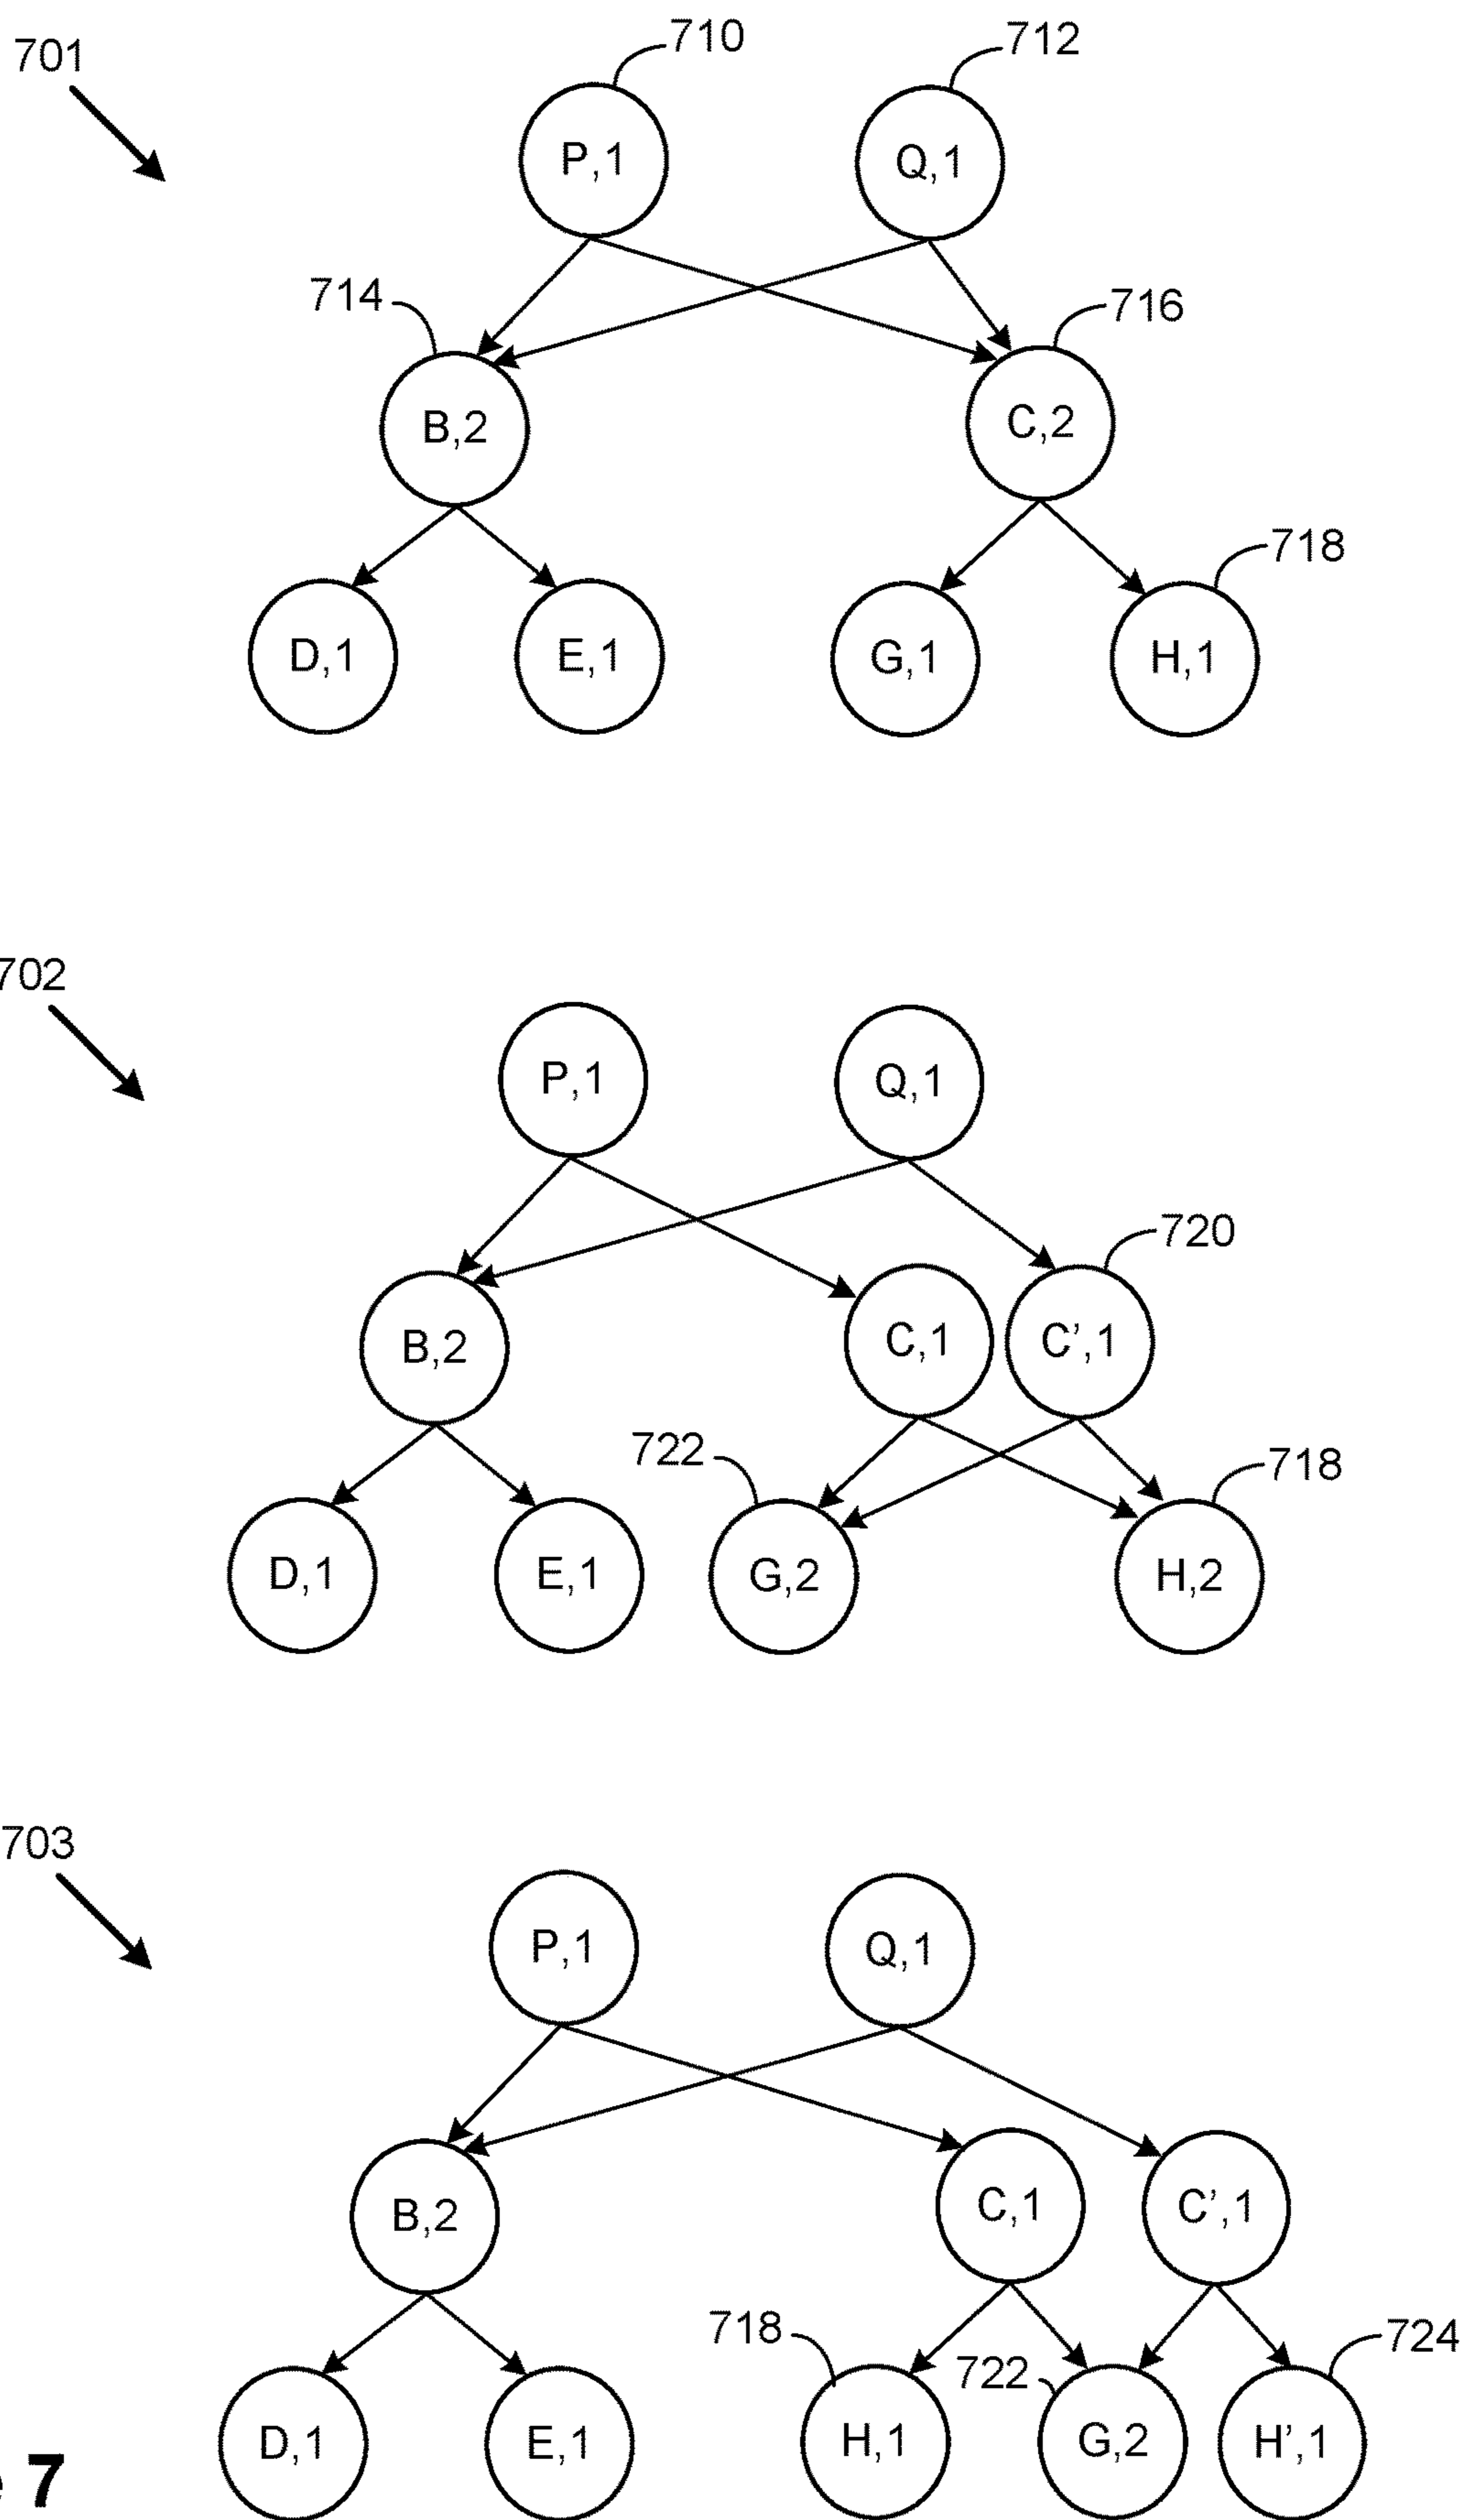 701
710
712
P,1
Q,1
714
716
B,2
C,2
718
D,1
E,1
G,1
H,1
702
P,1
Q,1
720
B,2
C,1
C’,1
722
718
D,1
E,1
G,2
H,2
703
P,1
Q,1
B,2
C,1
C’,1
718
722
724
D,1
E,1
H,1
G,2
H’,1
7